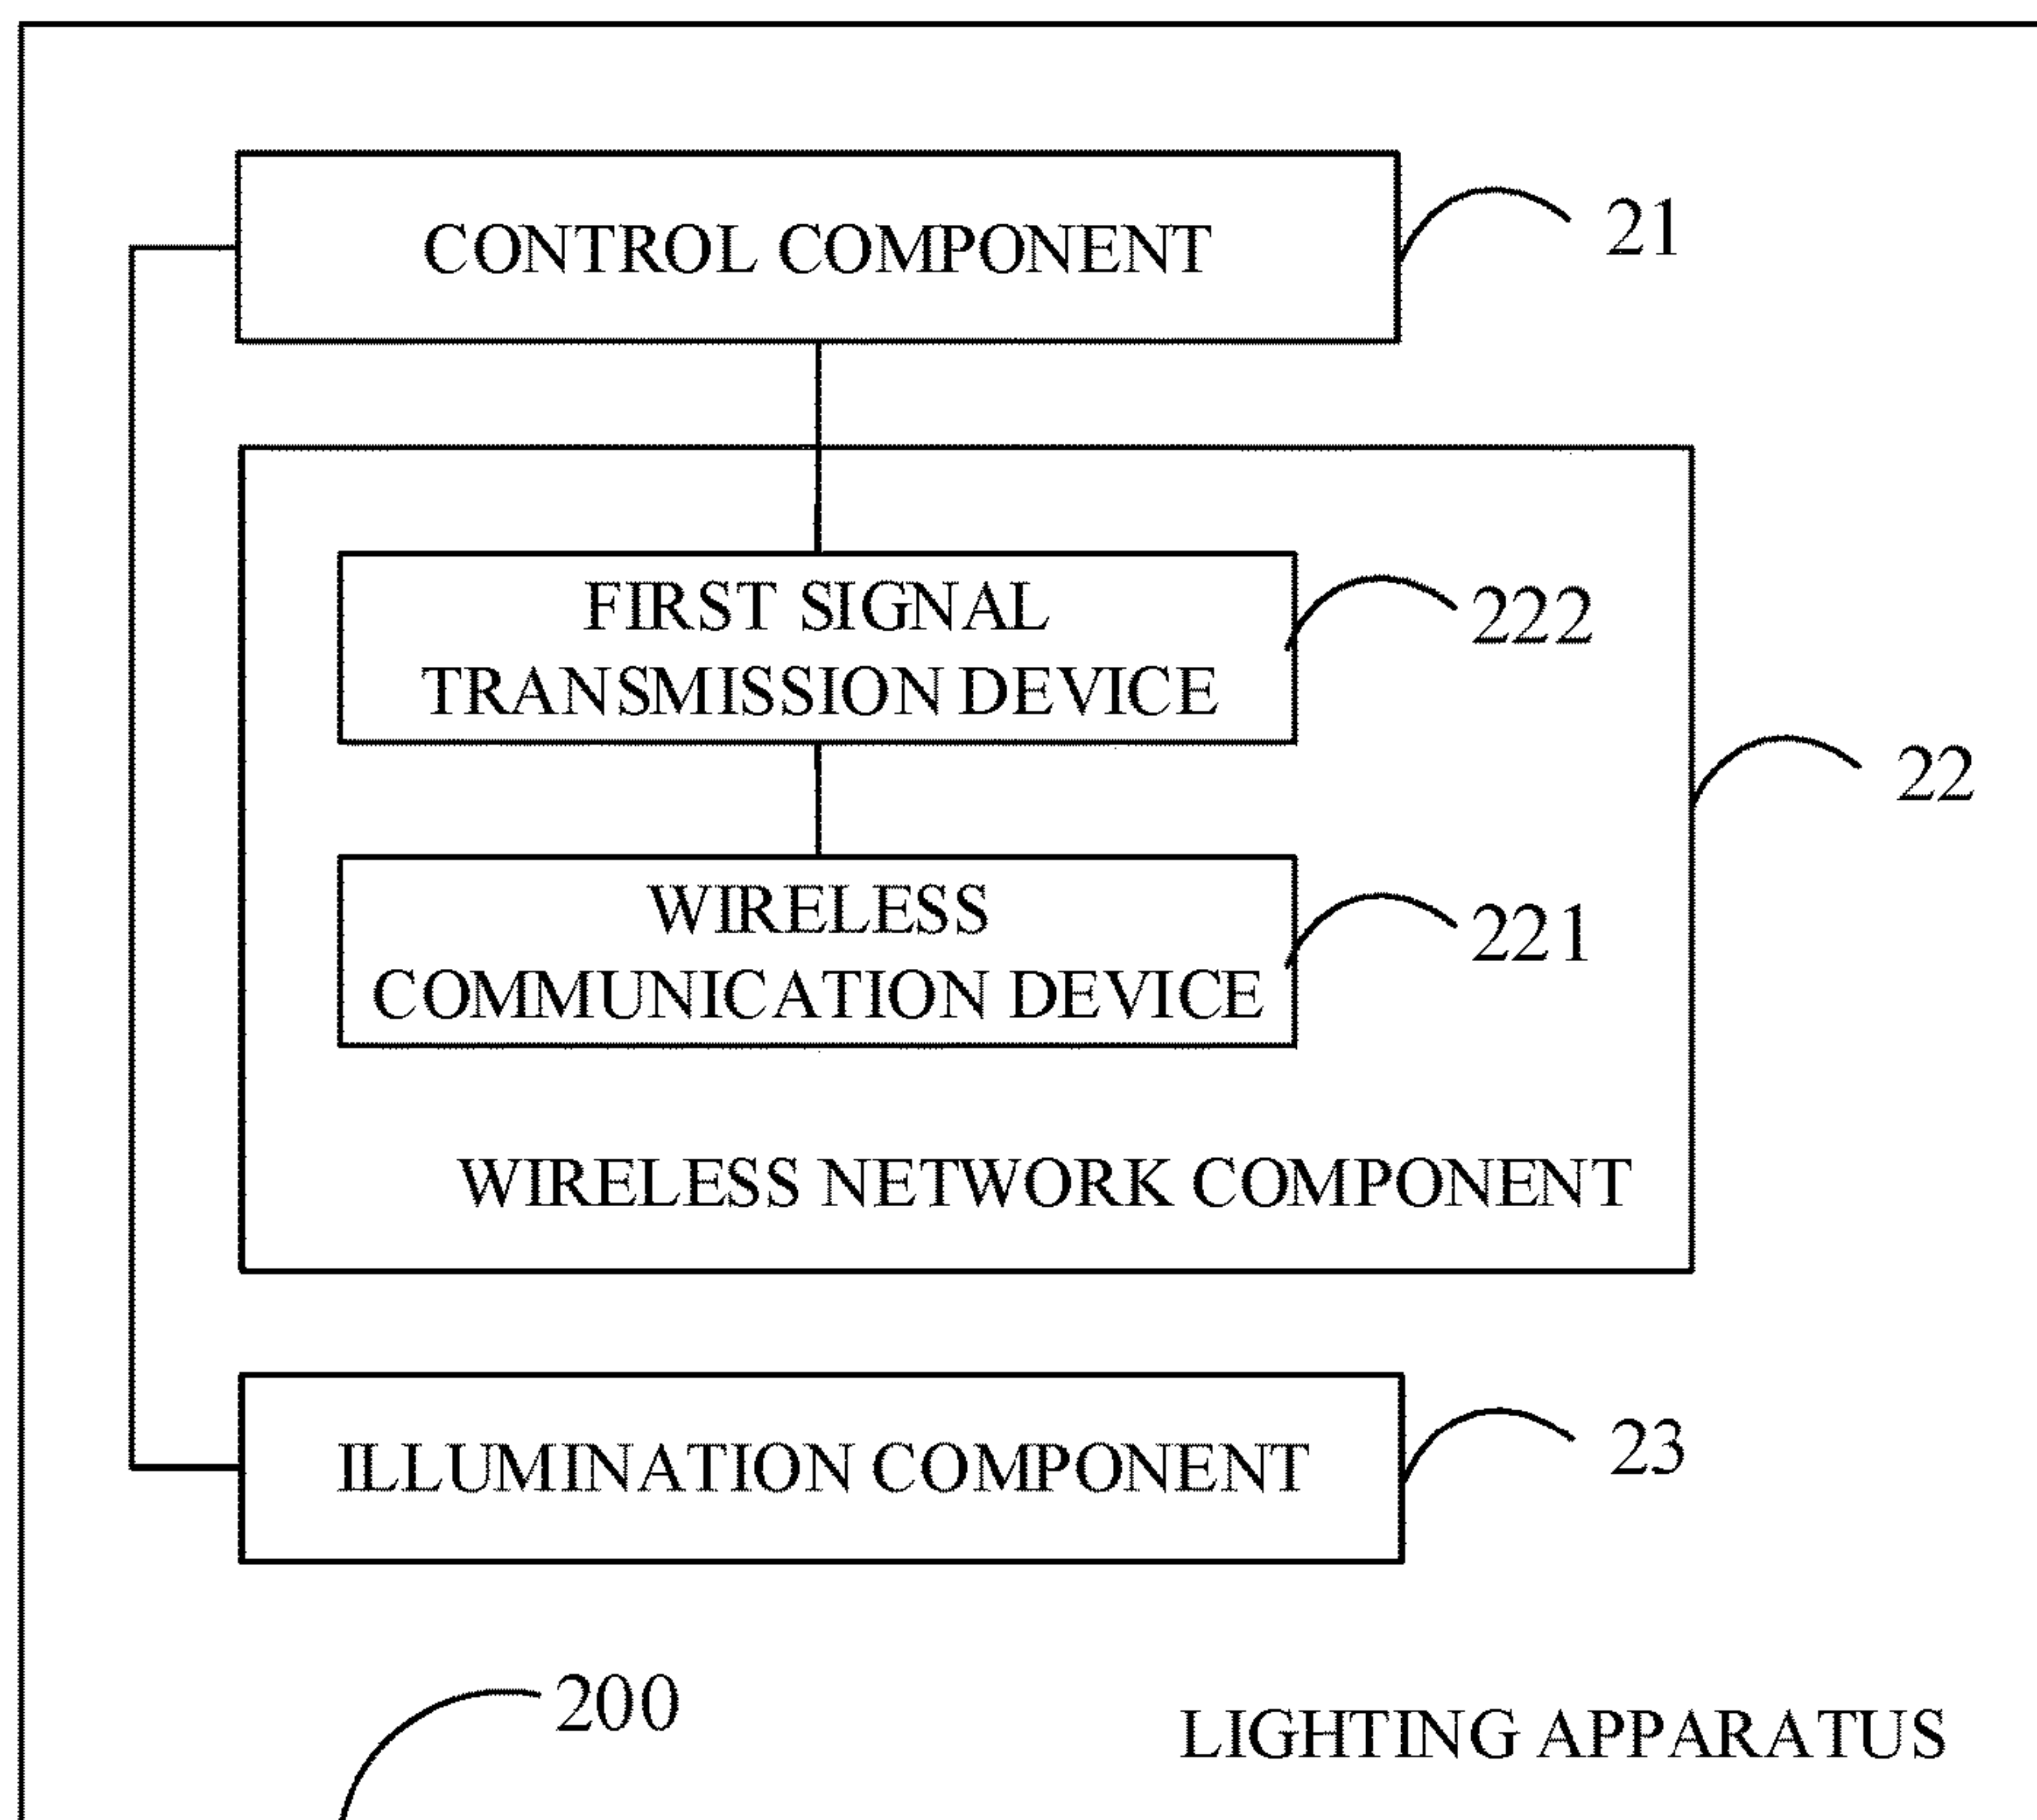 CONTROL COMPONENT
21
FIRST SIGNAL
TRANSMISSION DEVICE
222
22
WIRELESS
COMMUNICATION DEVICE
221
WIRELESS NETWORK COMPONENT
ILLUMINATION COMPONENT
23
200
LIGHTING APPARATUS